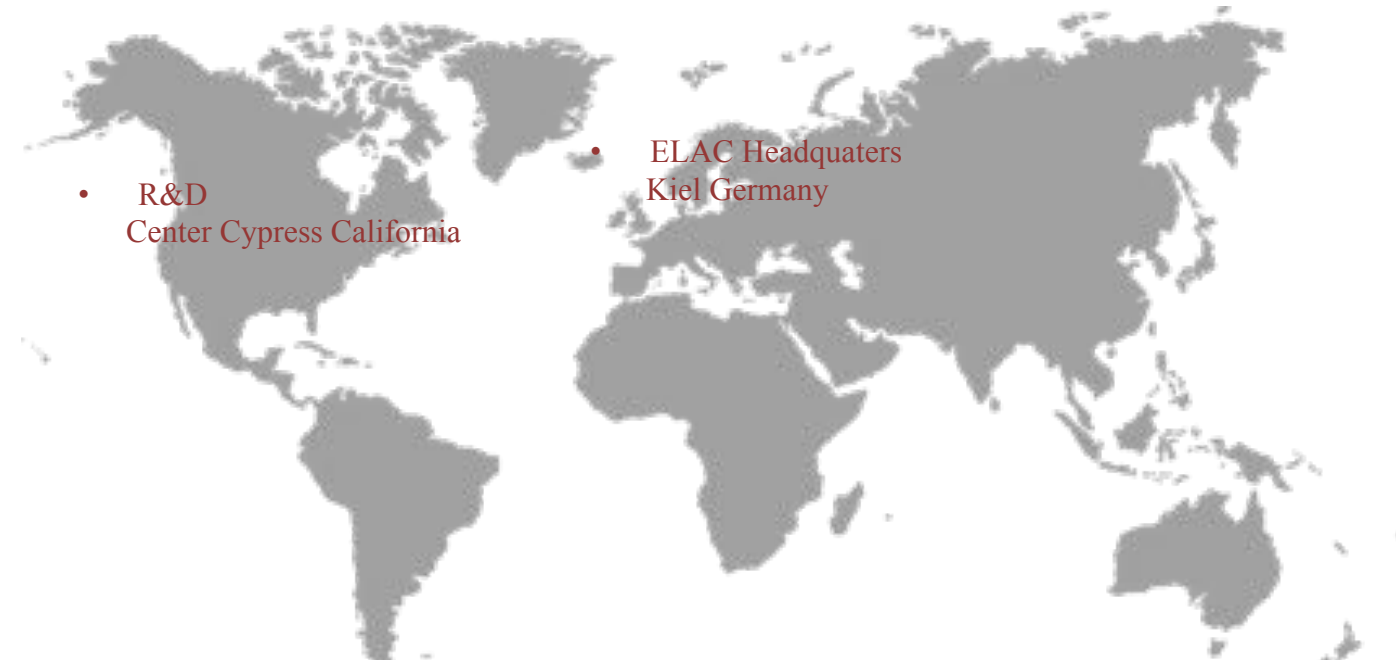 • R&D
Center Cypress California
• ELAC Headquaters
Kiel Germany